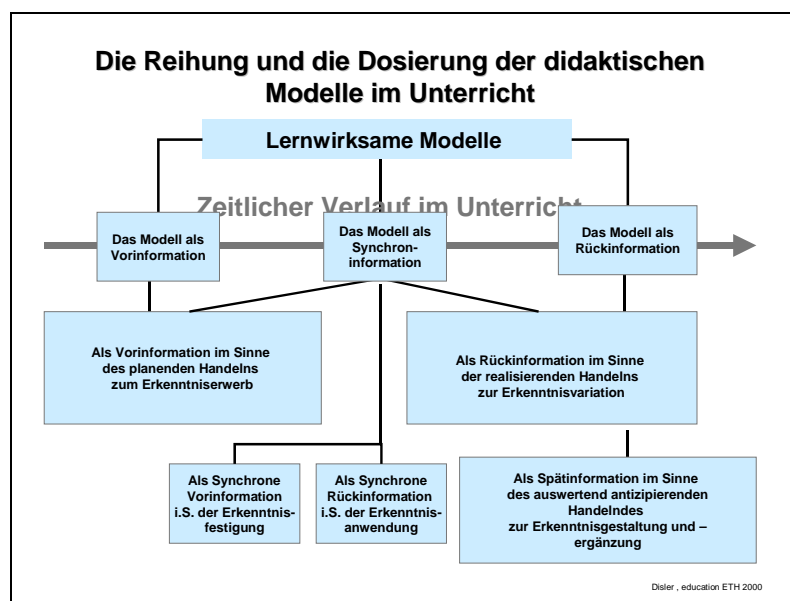 Die Reihung und die Dosierung der didaktischen
Modelle im Unterricht
Lernwirksame Modelle
Zeitlicher Verlauf im Unterricht
Das Modell als
Vorinformation
Das Modell als
Synchron-
information
Das Modell als
Rückinformation
Als Vorinformation im Sinne
des planenden Handelns
zum Erkenntniserwerb
Als Rückinformation im Sinne
der realisierenden Handelns
zur Erkenntnisvariation
Als Synchrone
Vorinformation
i.S. der Erkenntnis-
festigung
Als Synchrone
Rückinformation
i.S. der Erkenntnis-
anwendung
Als Spätinformation im Sinne
des auswertend antizipierenden
Handelndes
zur Erkenntnisgestaltung und –
ergänzung
Disler , education ETH 2000